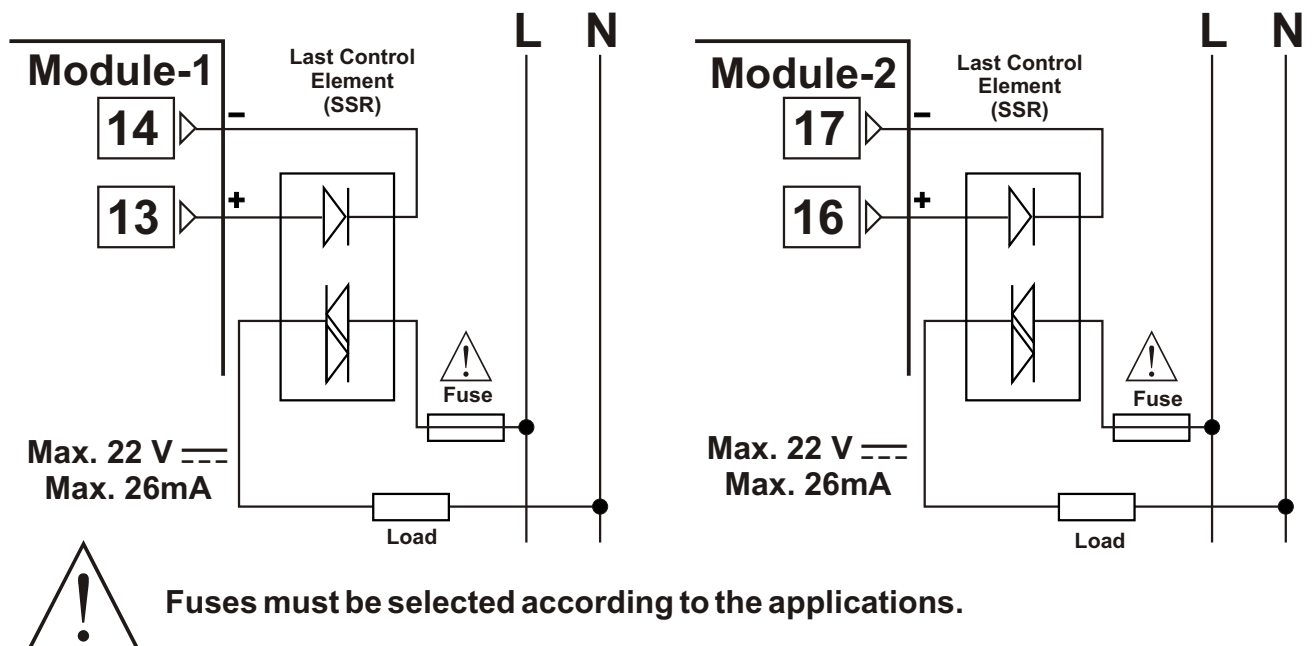 L N
Module-1
Last Control
Element
(SSR)
14
-
13
+
Fuse
Max. 22 V
Max. 26mA
Load
L N
Module-2
Last Control
Element
(SSR)
17
-
16
+
Fuse
Max. 22 V
Max. 26mA
Load
!
Fuses must be selected according to the applications.